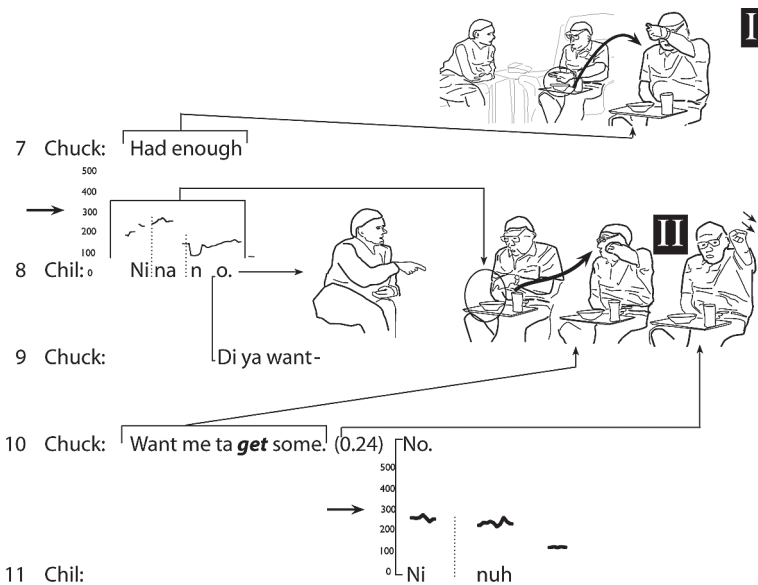 I
7 Chuck: Had enough
500
400
300
200
100
0
8 Chil: Ni na n o.
II
9 Chuck: Di ya want-
10 Chuck: Want me ta get some. (0.24) No.
500
400
300
200
100
0
11 Chil: Ni nuh